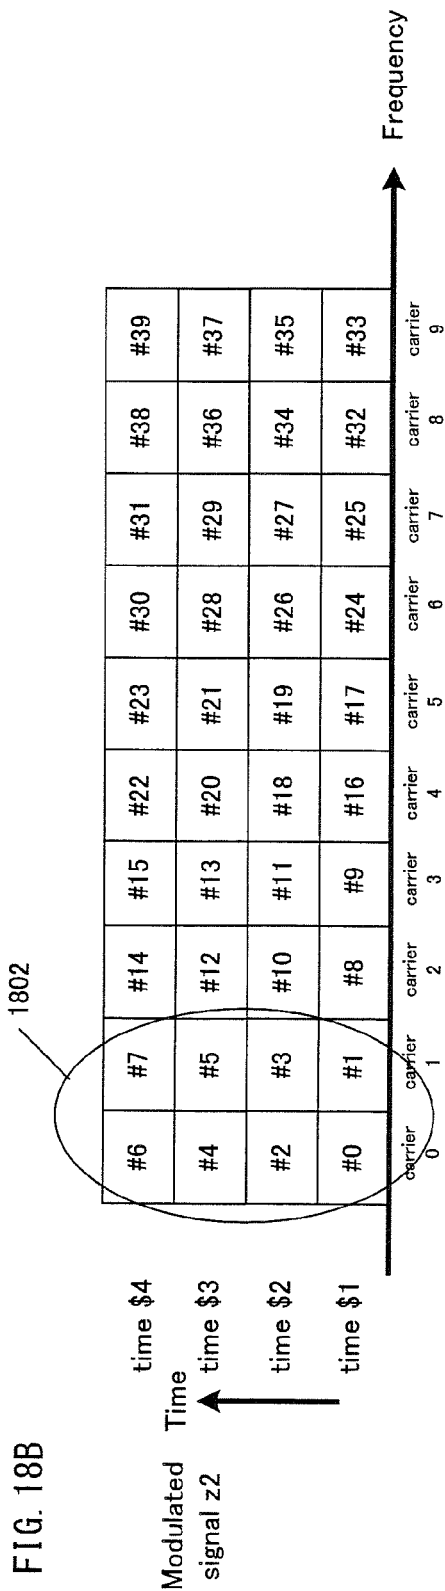 FIG. 18B
Modulated
signal z2
Time
1802
time $4 #6 #7 #14 #15 #22 #23 #30 #31 #38 #39
time $3 #4 #5 #12 #13 #20 #21 #28 #29 #36 #37
time $2 #2 #3 #10 #11 #18 #19 #26 #27 #34 #35
time $1 #0 #1 #8 #9 #16 #17 #24 #25 #32 #33
carrier carrier carrier carrier carrier carrier carrier carrier carrier carrier
0 1 2 3 4 5 6 7 8 9
Frequency